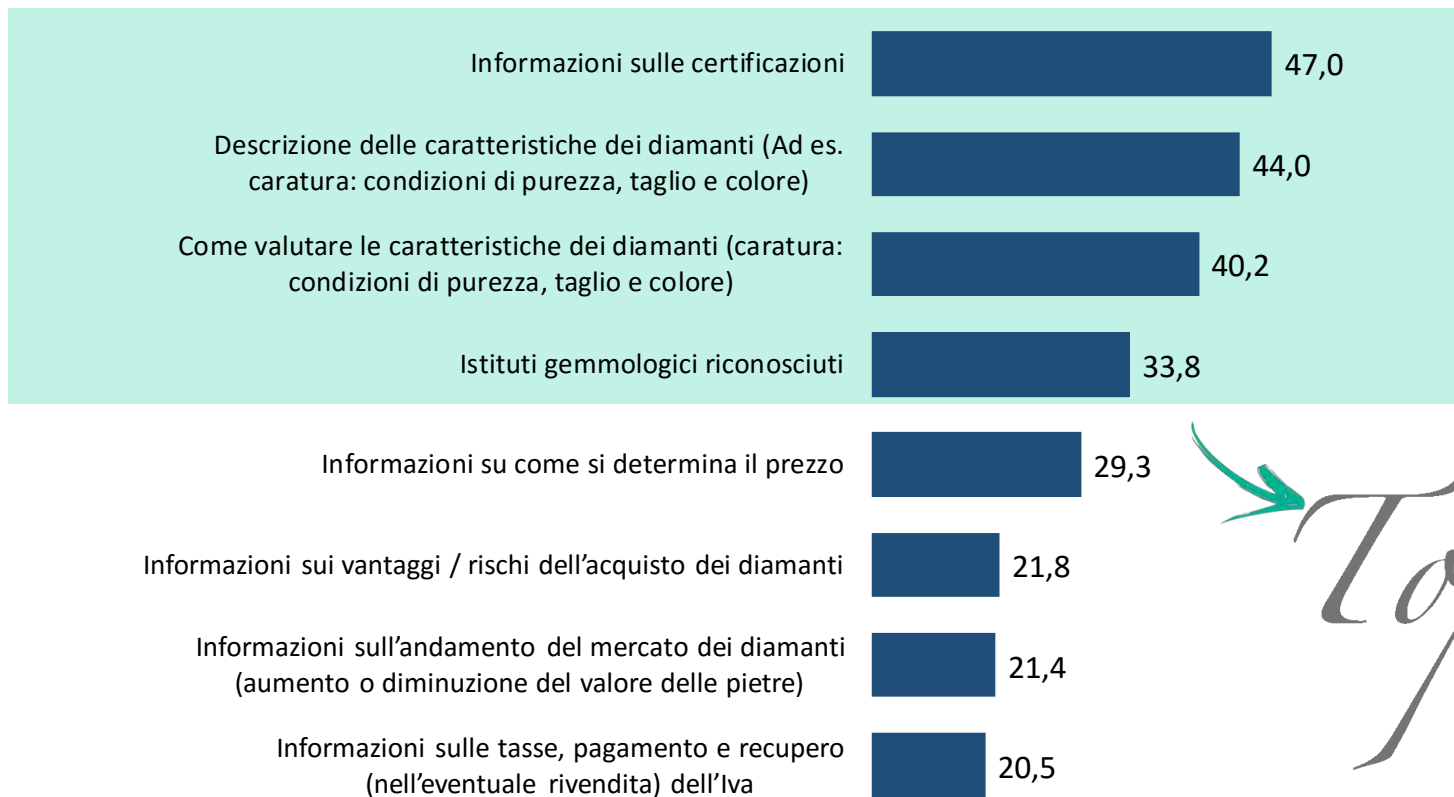 Informazioni sulle certificazioni
47,0
Descrizione delle caratteristiche dei diamanti (Ad es.
caratura: condizioni di purezza, taglio e colore)
44,0
Come valutare le caratteristiche dei diamanti (caratura:
condizioni di purezza, taglio e colore)
40,2
Istituti gemmologici riconosciuti
33,8
Informazioni su come si determina il prezzo
29,3
Informazioni sui vantaggi / rischi dell’acquisto dei diamanti
21,8
Informazioni sull’andamento del mercato dei diamanti
(aumento o diminuzione del valore delle pietre)
21,4
Informazioni sulle tasse, pagamento e recupero
(nell’eventuale rivendita) dell’Iva
20,5